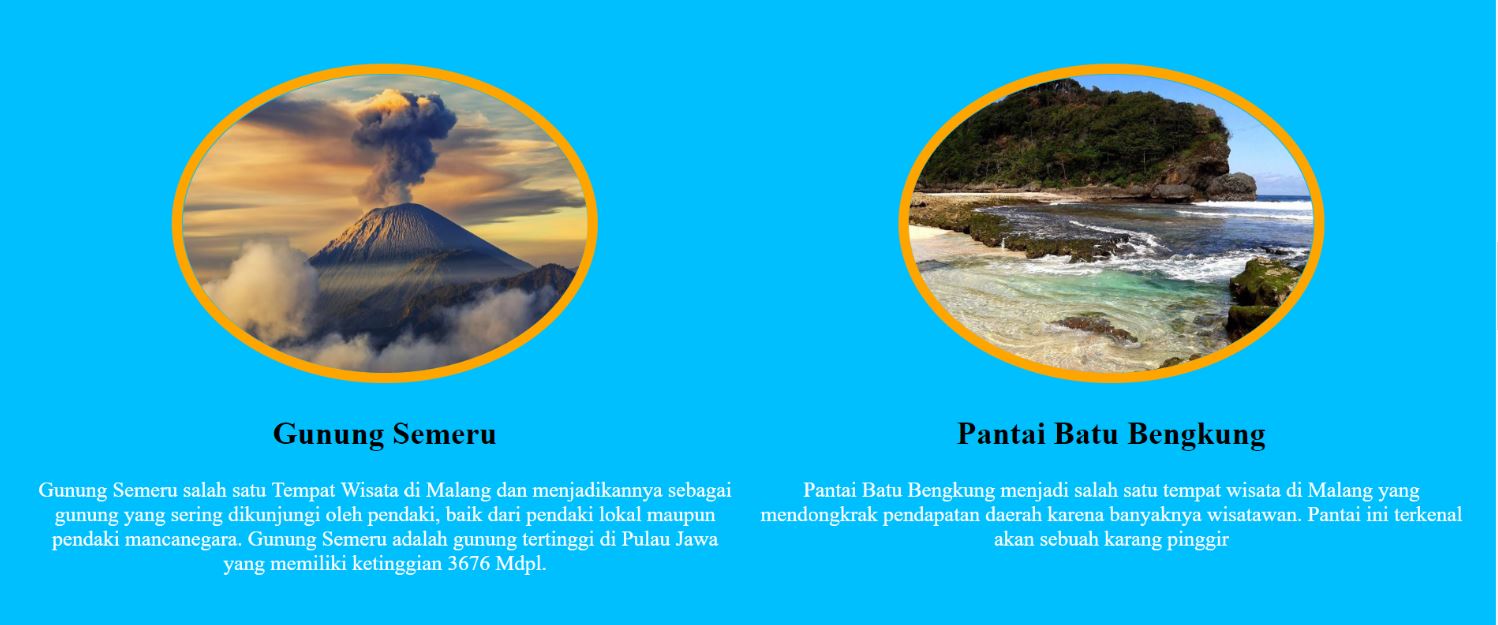 Gunung Semeru
Gunung Semeru salah satu Tempat Wisata di Malang dan menjadikannya sebagai
gunung yang sering dikunjungi oleh pendaki, baik dari pendaki lokal maupun
pendaki mancanegara. Gunung Semeru adalah gunung tertinggi di Pulau Jawa
yang memiliki ketinggian 3676 Mdpl.
Pantai Batu Bengkung
Pantai Batu Bengkung menjadi salah satu tempat wisata di Malang yang
mendongkrak pendapatan daerah karena banyaknya wisatawan. Pantai ini terkenal
akan sebuah karang pinggir